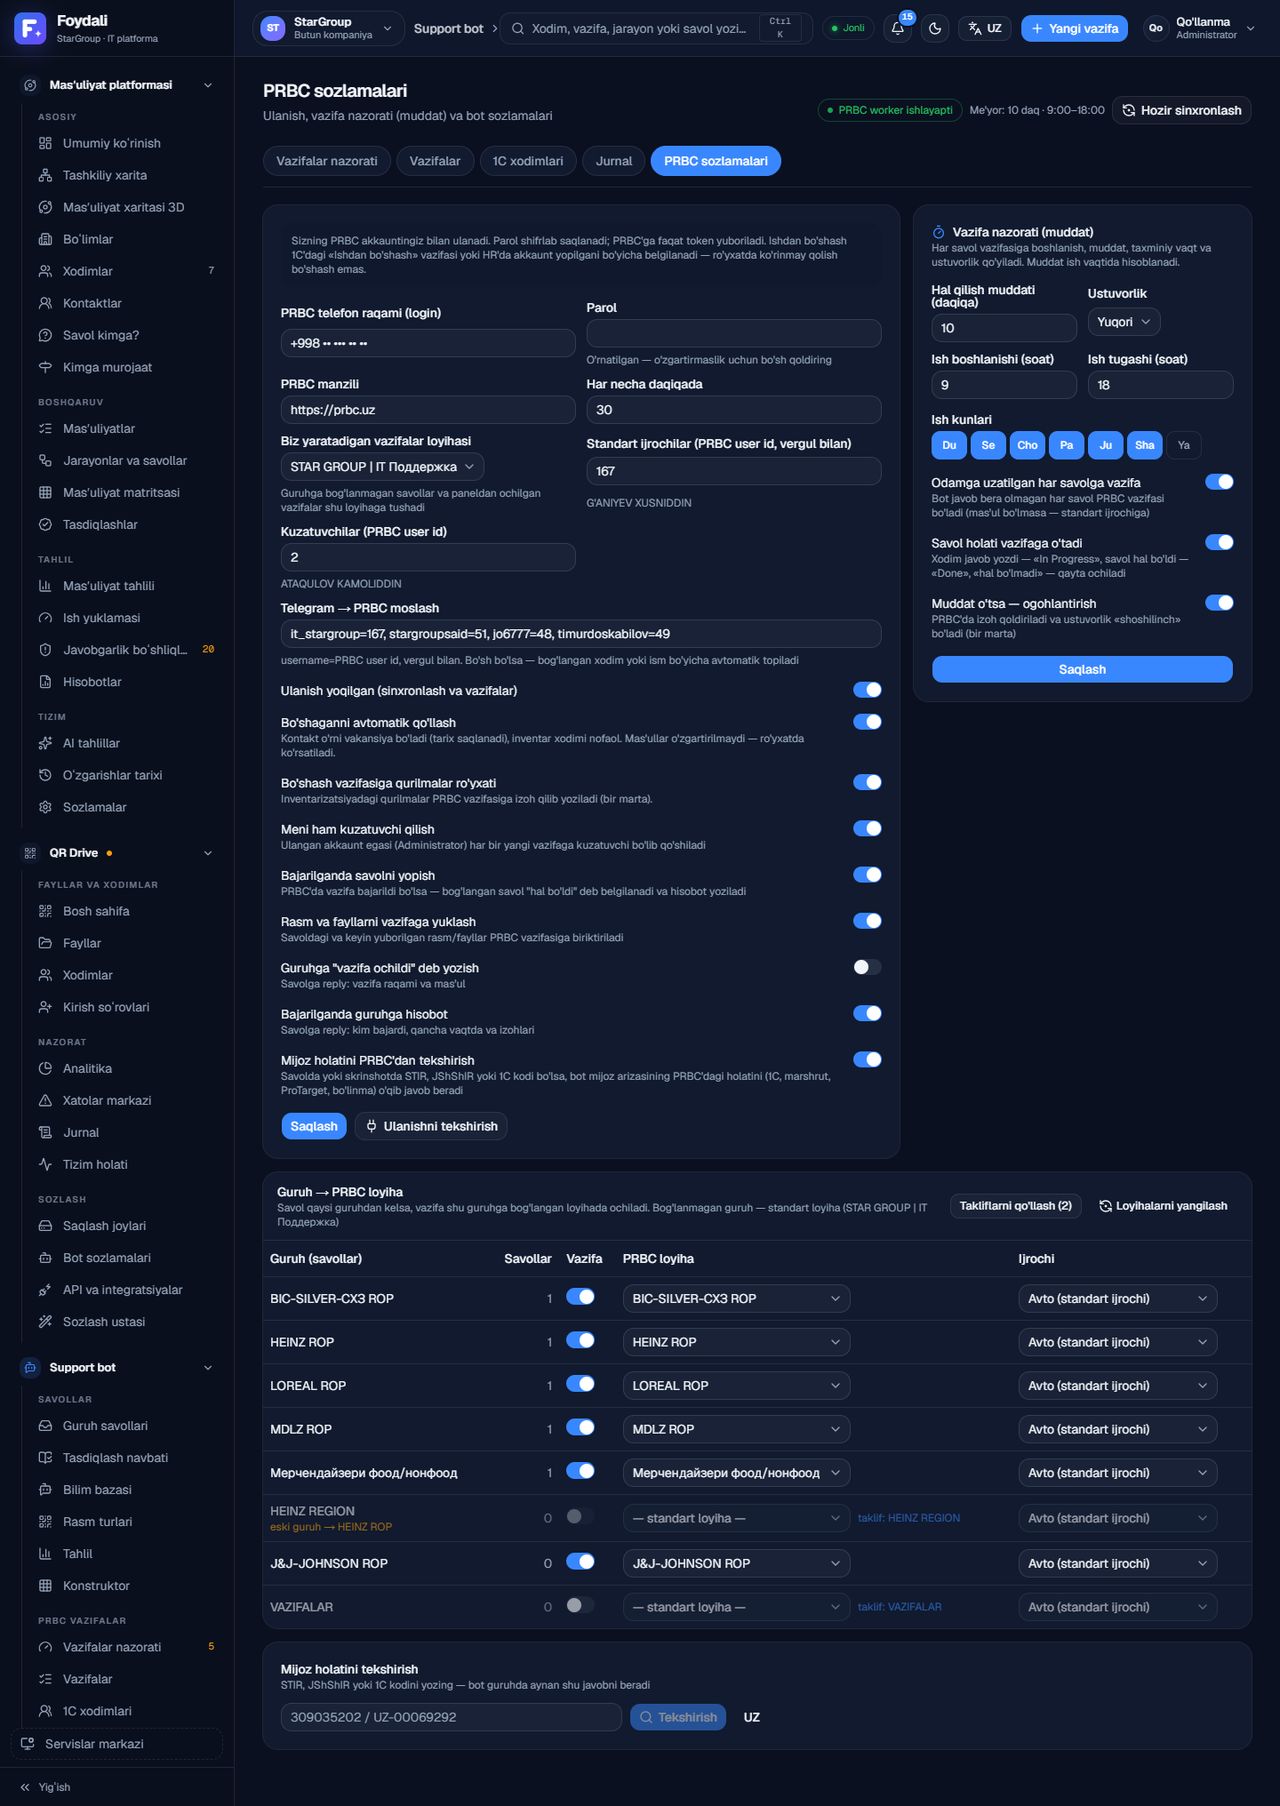 Foydali
StarGroup · IT platforma
Mas'uliyat platformasi
ASOSIY
Umumiy ko'rinish
Tashkiliy xarita
Mas'uliyat xaritasi 3D
Bo'limlar
Xodimlar 7
Kontaktlar
Savol kimga?
Kimga murojaat
BOSHQARUV
Mas'uliyatlar
Jarayonlar va savollar
Mas'uliyat matritsasi
Tasdiqlashlar
TAHLIL
Mas'uliyat tahlili
Ish yuklamasi
Javobgarlik bo'shliql... 20
Hisobotlar
TIZIM
AI tahlillar
O'zgarishlar tarixi
Sozlamalar
QR Drive
FAYLLAR VA XODIMLAR
Bosh sahifa
Fayllar
Xodimlar
Kirish so'rovlari
NAZORAT
Analitika
Xatolar markazi
Jurnal
Tizim holati
SOZLASH
Saqlash joylari
Bot sozlamalari
API va integratsiyalar
Sozlash ustasi
Support bot
SAVOLLAR
Guruh savollari
Tasdiqlash navbati
Bilim bazasi
Rasm turlari
Tahlil
Konstruktor
PRBC VAZIFALAR
Vazifalar nazorati 5
Vazifalar
1C xodimlari
Servislar markazi
Yig'ish
ST StarGroup
Butun kompaniya
Support bot
Xodim, vazifa, jarayon yoki savol yozi...
Ctrl K
Jonli
15
UZ
Yangi vazifa
Qo Qo'llanma
Administrator
PRBC sozlamalari
Ulanish, vazifa nazorati (muddat) va bot sozlamalari
PRBC worker ishlayapti
Me'yor: 10 daq · 9:00–18:00
Hozir sinxronlash
Vazifalar nazorati
Vazifalar
1C xodimlari
Jurnal
PRBC sozlamalari
Sizning PRBC akkauntingiz bilan ulanadi. Parol shifrlab saqlanadi; PRBC'ga faqat token yuboriladi. Ishdan bo'shash
1C'dagi «Ishdan bo'shash» vazifasi yoki HR'da akkaunt yopilgani bo'yicha belgilanadi — ro'yxatda ko'rinmay qolish
bo'shash emas.
PRBC telefon raqami (login)
+998 •• ••• •• ••
Parol
O'rnatilgan — o'zgartirmaslik uchun bo'sh qoldiring
PRBC manzili
https://prbc.uz
Har necha daqiqada
30
Biz yaratadigan vazifalar loyihasi
STAR GROUP | IT Поддержка
Guruhga bog'lanmagan savollar va paneldan ochilgan
vazifalar shu loyihaga tushadi
Standart ijrochilar (PRBC user id, vergul bilan)
167
G'ANIYEV XUSNIDDIN
Kuzatuvchilar (PRBC user id)
2
ATAQULOV KAMOLIDDIN
Telegram → PRBC moslash
it_stargroup=167, stargroupsaid=51, jo6777=48, timurdoskabilov=49
username=PRBC user id, vergul bilan. Bo'sh bo'lsa — bog'langan xodim yoki ism bo'yicha avtomatik topiladi
Ulanish yoqilgan (sinxronlash va vazifalar)
Bo'shaganni avtomatik qo'llash
Kontakt o'rni vakansiya bo'ladi (tarix saqlanadi), inventar xodimi nofaol. Mas'ullar o'zgartirilmaydi — ro'yxatda
ko'rsatiladi.
Bo'shash vazifasiga qurilmalar ro'yxati
Inventarizatsiyadagi qurilmalar PRBC vazifasiga izoh qilib yoziladi (bir marta).
Meni ham kuzatuvchi qilish
Ulangan akkaunt egasi (Administrator) har bir yangi vazifaga kuzatuvchi bo'lib qo'shiladi
Bajarilganda savolni yopish
PRBC'da vazifa bajarildi bo'lsa — bog'langan savol "hal bo'ldi" deb belgilanadi va hisobot yoziladi
Rasm va fayllarni vazifaga yuklash
Savoldagi va keyin yuborilgan rasm/fayllar PRBC vazifasiga biriktiriladi
Guruhga "vazifa ochildi" deb yozish
Savolga reply: vazifa raqami va mas'ul
Bajarilganda guruhga hisobot
Savolga reply: kim bajardi, qancha vaqtda va izohlari
Mijoz holatini PRBC'dan tekshirish
Savolda yoki skrinshotda STIR, JShShIR yoki 1C kodi bo'lsa, bot mijoz arizasining PRBC'dagi holatini (1C, marshrut,
ProTarget, bo'linma) o'qib javob beradi
Saqlash
Ulanishni tekshirish
Vazifa nazorati (muddat)
Har savol vazifasiga boshlanish, muddat, taxminiy vaqt va
ustuvorlik qo'yiladi. Muddat ish vaqtida hisoblanadi.
Hal qilish muddati
(daqiqa)
10
Ustuvorlik
Yuqori
Ish boshlanishi (soat)
9
Ish tugashi (soat)
18
Ish kunlari
Du Se Cho Pa Ju Sha Ya
Odamga uzatilgan har savolga vazifa
Bot javob bera olmagan har savol PRBC vazifasi
bo'ladi (mas'ul bo'lmasa — standart ijrochiga)
Savol holati vazifaga o'tadi
Xodim javob yozdi — «In Progress», savol hal bo'ldi —
«Done», «hal bo'lmadi» — qayta ochiladi
Muddat o'tsa — ogohlantirish
PRBC'da izoh qoldiriladi va ustuvorlik «shoshilinch»
bo'ladi (bir marta)
Saqlash
Guruh → PRBC loyiha
Savol qaysi guruhdan kelsa, vazifa shu guruhga bog'langan loyihada ochiladi. Bog'lanmagan guruh — standart loyiha (STAR GROUP | IT
Поддержка)
Takliflarni qo'llash (2)
Loyihalarni yangilash
Guruh (savollar) Savollar Vazifa PRBC loyiha Ijrochi
BIC-SILVER-СХЗ ROP 1 BIC-SILVER-СХЗ ROP Avto (standart ijrochi)
HEINZ ROP 1 HEINZ ROP Avto (standart ijrochi)
LOREAL ROP 1 LOREAL ROP Avto (standart ijrochi)
MDLZ ROP 1 MDLZ ROP Avto (standart ijrochi)
Мерчендайзери фоод/нонфоод 1 Мерчендайзери фоод/нонфоод Avto (standart ijrochi)
HEINZ REGION 0 — standart loyiha — taklif: HEINZ REGION Avto (standart ijrochi)
eski guruh → HEINZ ROP
J&J-JOHNSON ROP 0 J&J-JOHNSON ROP Avto (standart ijrochi)
VAZIFALAR 0 — standart loyiha — taklif: VAZIFALAR Avto (standart ijrochi)
Mijoz holatini tekshirish
STIR, JShShIR yoki 1C kodini yozing — bot guruhda aynan shu javobni beradi
309035202 / UZ-00069292
Tekshirish
UZ